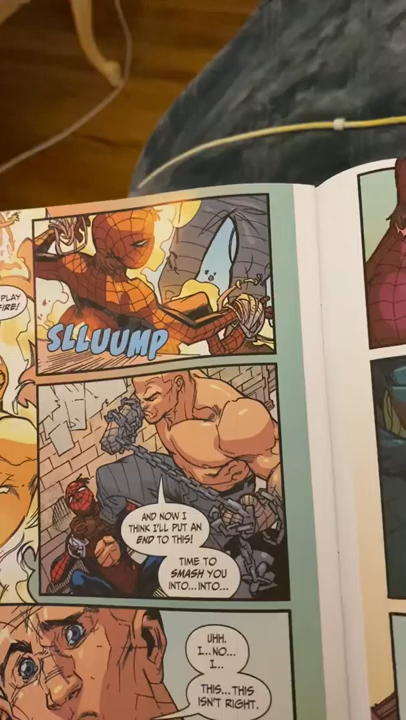 PLAY
FIRE!
SLLUUMP
AND NOW I
THINK I'LL PUT AN
END TO THIS!
TIME TO
SMASH YOU
INTO...INTO...
UHH.
I...NO...
I...
THIS...THIS
ISN'T RIGHT.